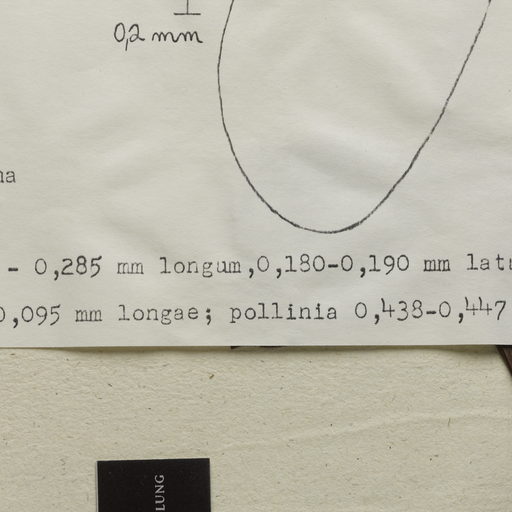 0,2 mm
na
- 0,285 mm longum,0,180-0,190 mm lat
0,095 mm longae; pollinia 0,438-0,447
LUNG